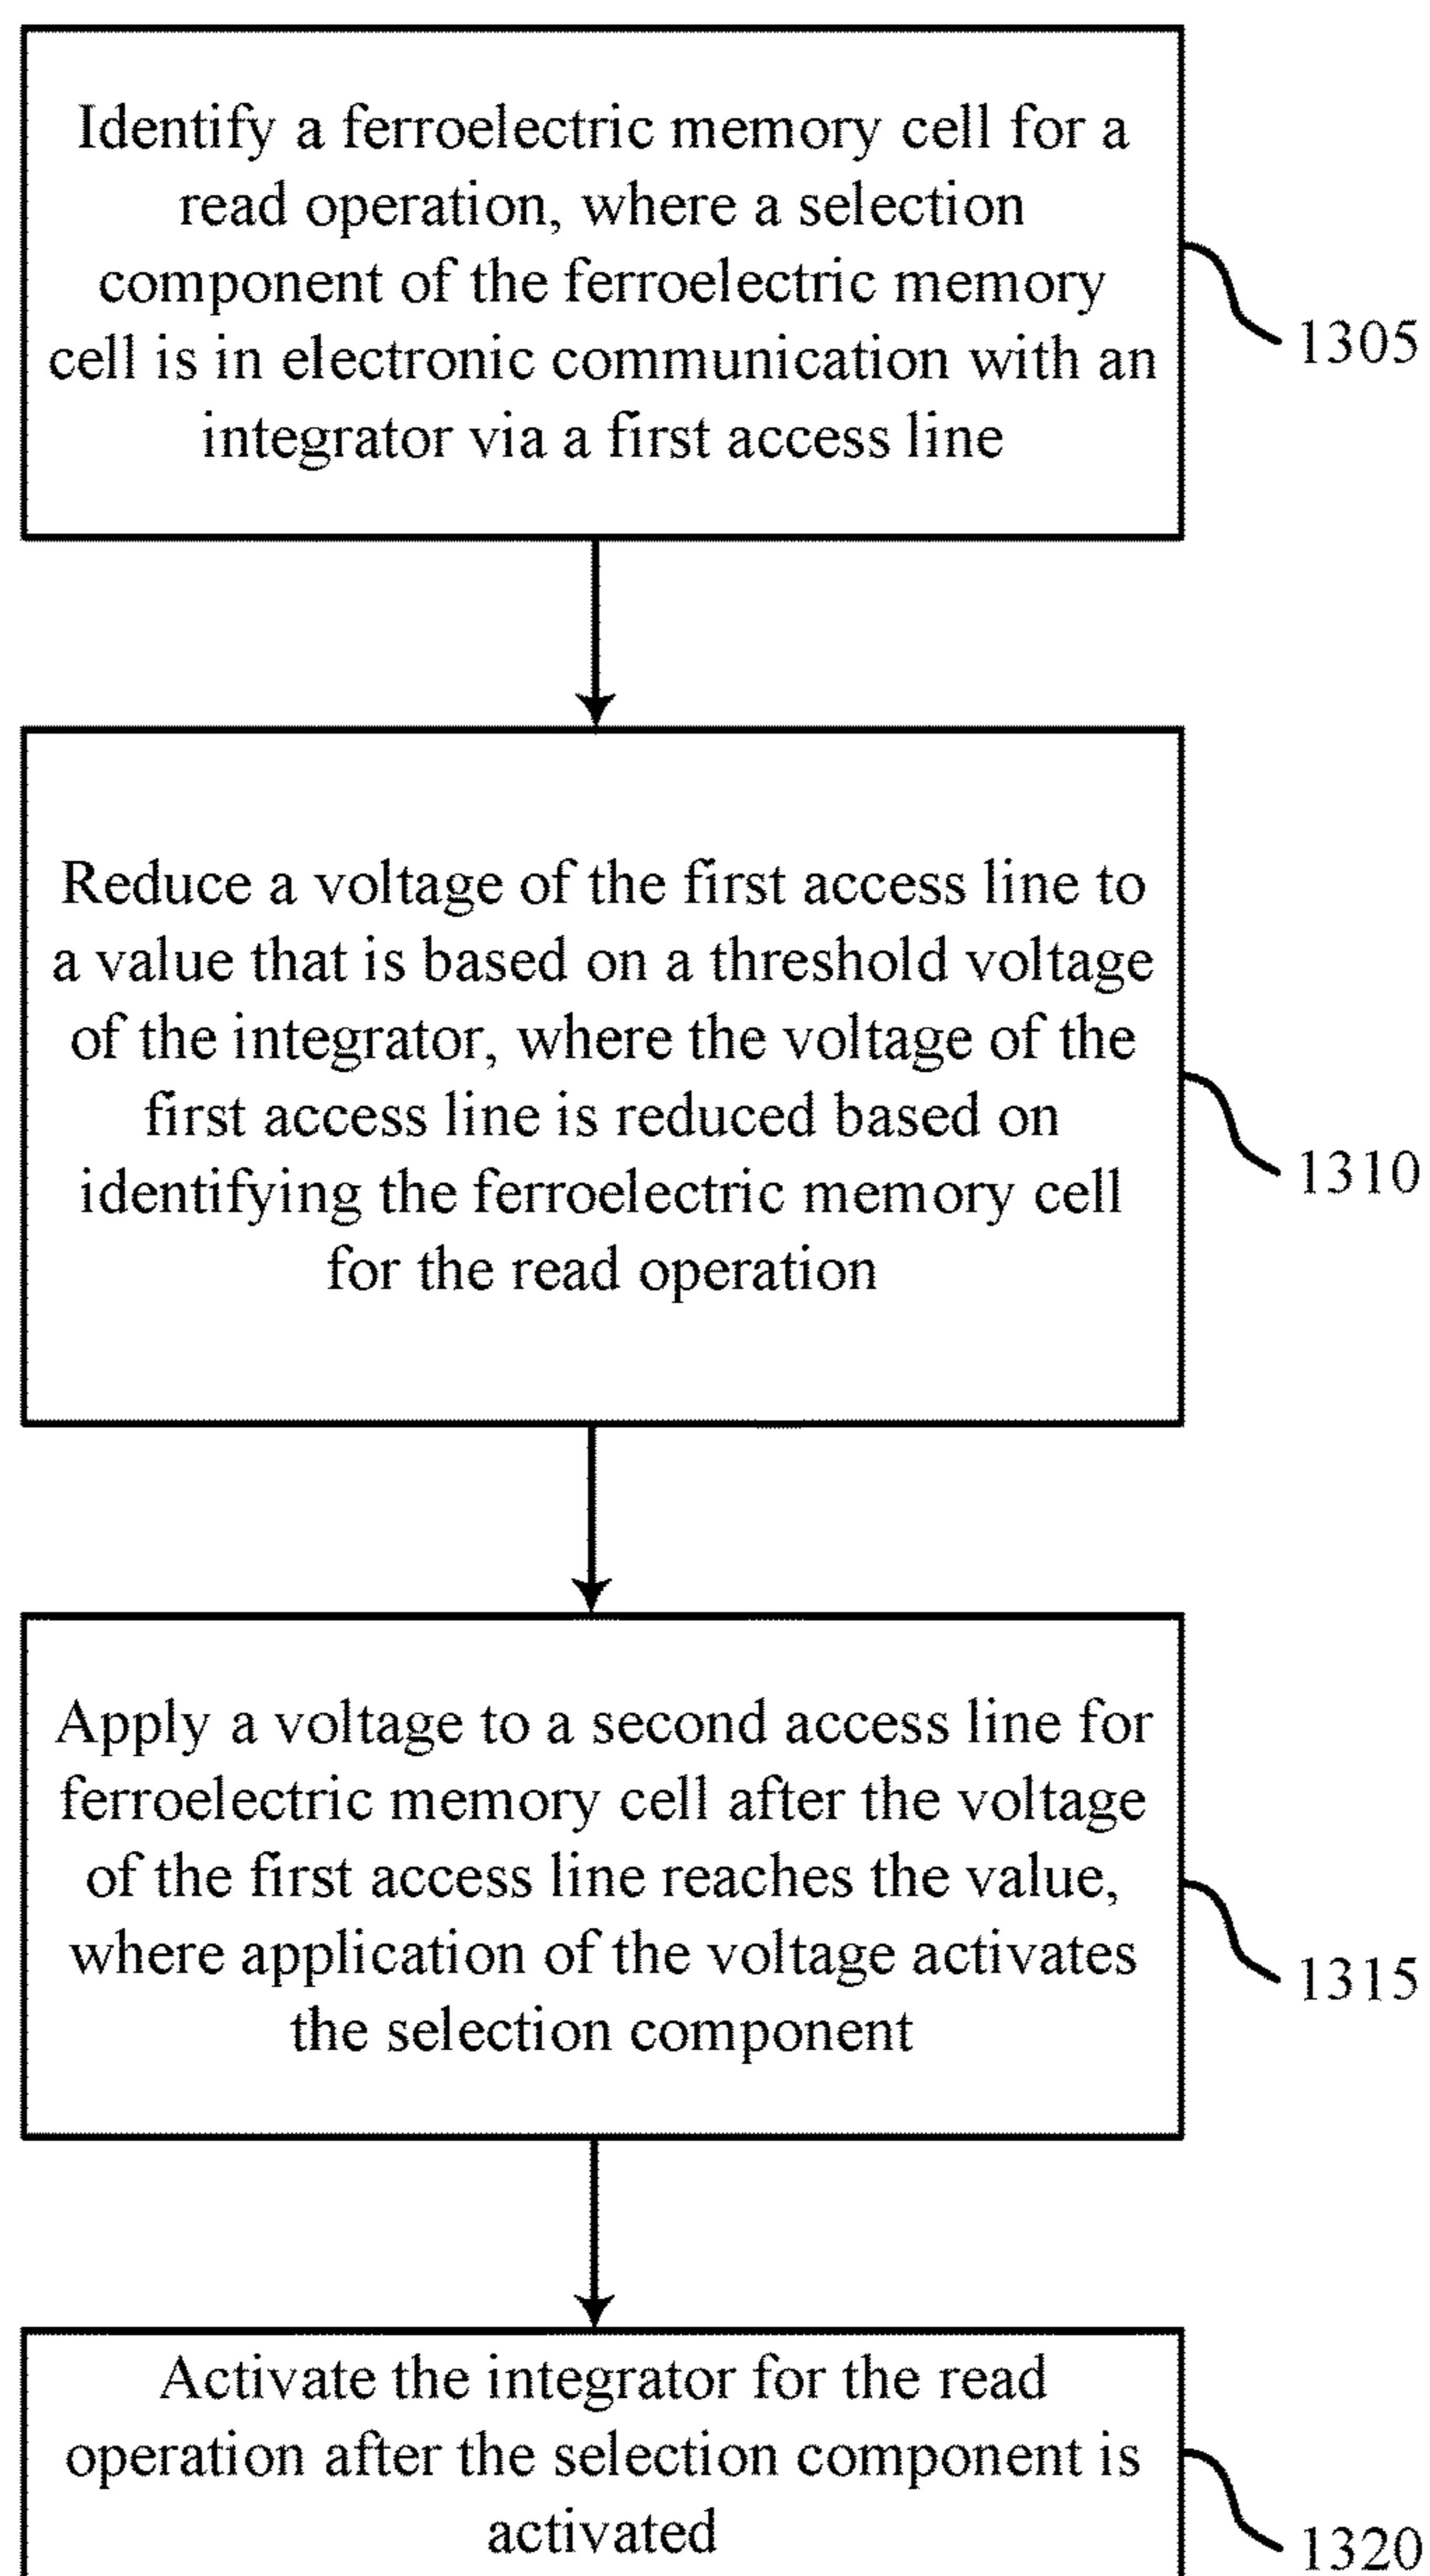 Identify a ferroelectric memory cell for a
read operation, where a selection
component of the ferroelectric memory
cell is in electronic communication with an
integrator via a first access line
1305
Reduce a voltage of the first access line to
a value that is based on a threshold voltage
of the integrator, where the voltage of the
first access line is reduced based on
identifying the ferroelectric memory cell
for the read operation
1310
Apply a voltage to a second access line for
ferroelectric memory cell after the voltage
of the first access line reaches the value,
where application of the voltage activates
the selection component
1315
Activate the integrator for the read
operation after the selection component is
activated
1320